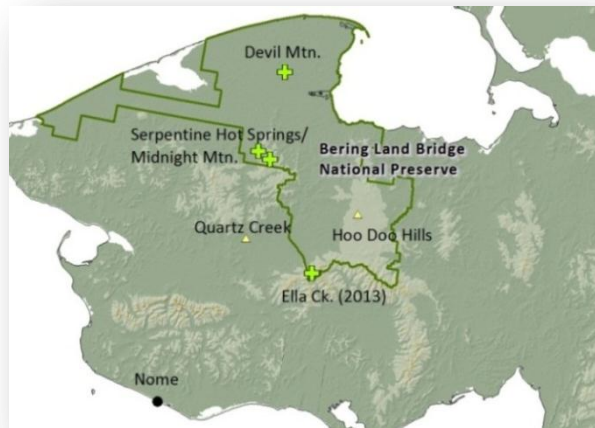 Devil Mtn.
Serpentine Hot Springs/
Midnight Mtn.
Bering Land Bridge
National Preserve
Quartz Creek
Hoo Doo Hills
Ella Ck. (2013)
Nome